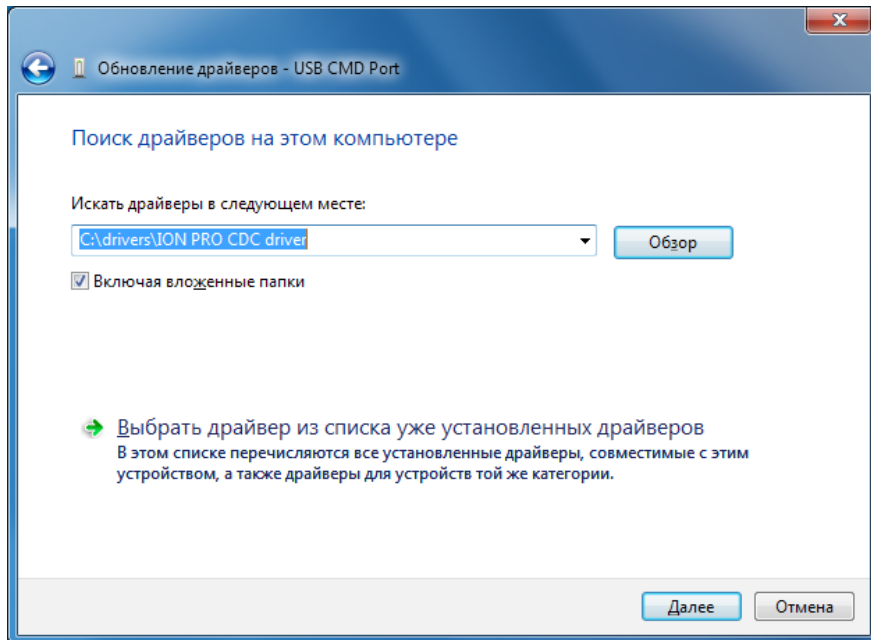 Обновление драйверов - USB CMD Port
Поиск драйверов на этом компьютере
Искать драйверы в следующем месте:
C:\drivers\ION PRO CDC driver
Обзор
Включая вложенные папки
Выбрать драйвер из списка уже установленных драйверов
В этом списке перечисляются все установленные драйверы, совместимые с этим
устройством, а также драйверы для устройств той же категории.
Далее
Отмена